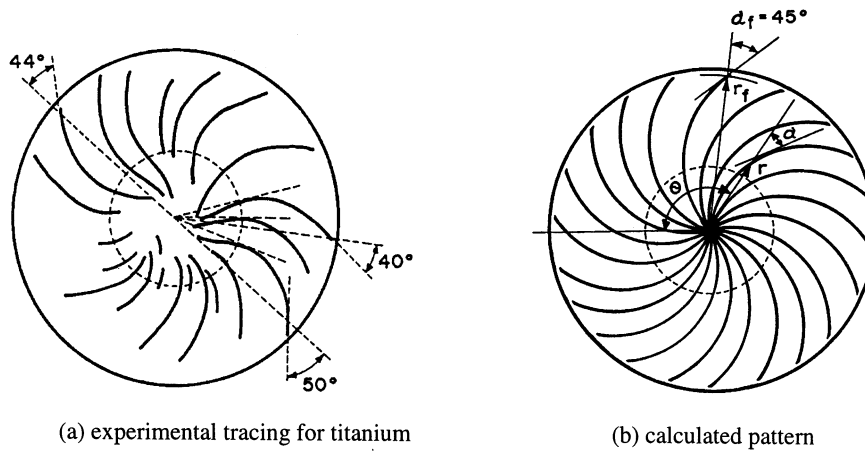 44°
40°
50°
(a) experimental tracing for titanium
d_f = 45°
r_f
α
r
θ
(b) calculated pattern